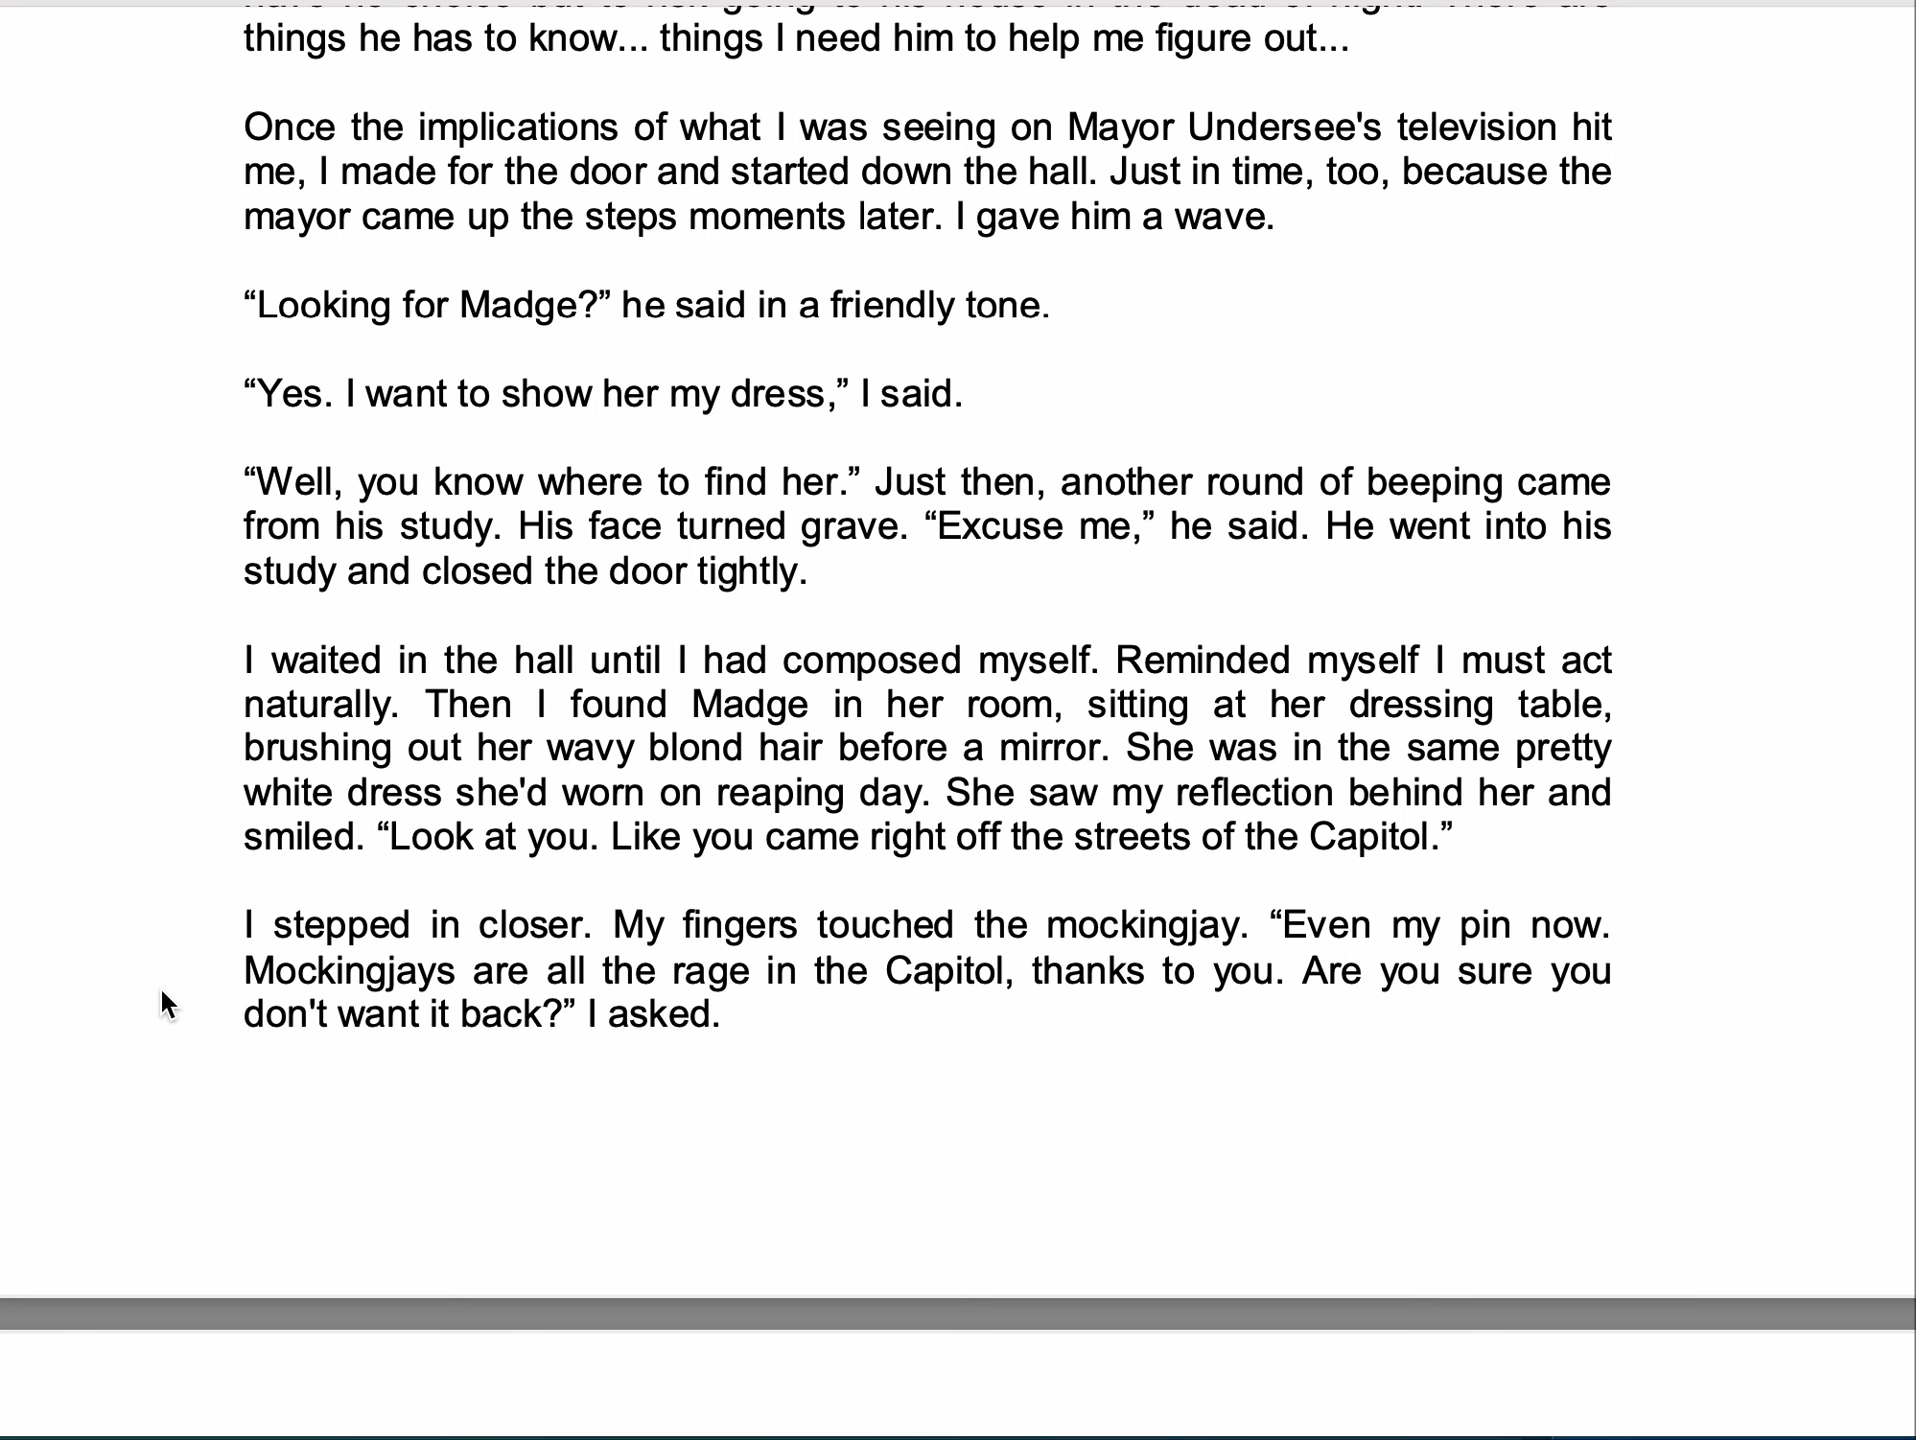 things he has to know... things I need him to help me figure out...
Once the implications of what I was seeing on Mayor Undersee's television hit
me, I made for the door and started down the hall. Just in time, too, because the
mayor came up the steps moments later. I gave him a wave.
“Looking for Madge?” he said in a friendly tone.
“Yes. I want to show her my dress,” I said.
“Well, you know where to find her.” Just then, another round of beeping came
from his study. His face turned grave. “Excuse me,” he said. He went into his
study and closed the door tightly.
I waited in the hall until I had composed myself. Reminded myself I must act
naturally. Then I found Madge in her room, sitting at her dressing table,
brushing out her wavy blond hair before a mirror. She was in the same pretty
white dress she'd worn on reaping day. She saw my reflection behind her and
smiled. “Look at you. Like you came right off the streets of the Capitol.”
I stepped in closer. My fingers touched the mockingjay. “Even my pin now.
Mockingjays are all the rage in the Capitol, thanks to you. Are you sure you
don't want it back?” I asked.